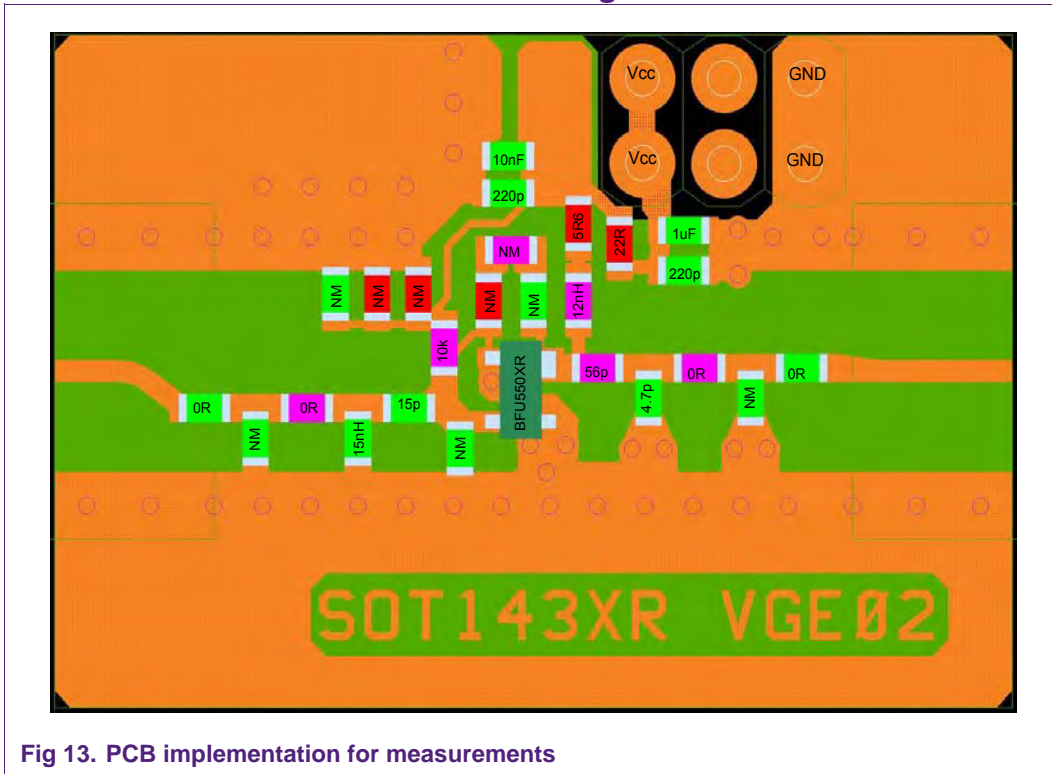 Vcc
GND
Vcc
GND
10nF
220p
5R6
22R
1uF
NM
220p
NM
NM
NM
NM
NM
12nH
10k
BFU550XR
56p
0R
0R
0R
0R
15p
4.7p
NM
NM
15nH
NM
SOT143XR VGE02
Fig 13. PCB implementation for measurements